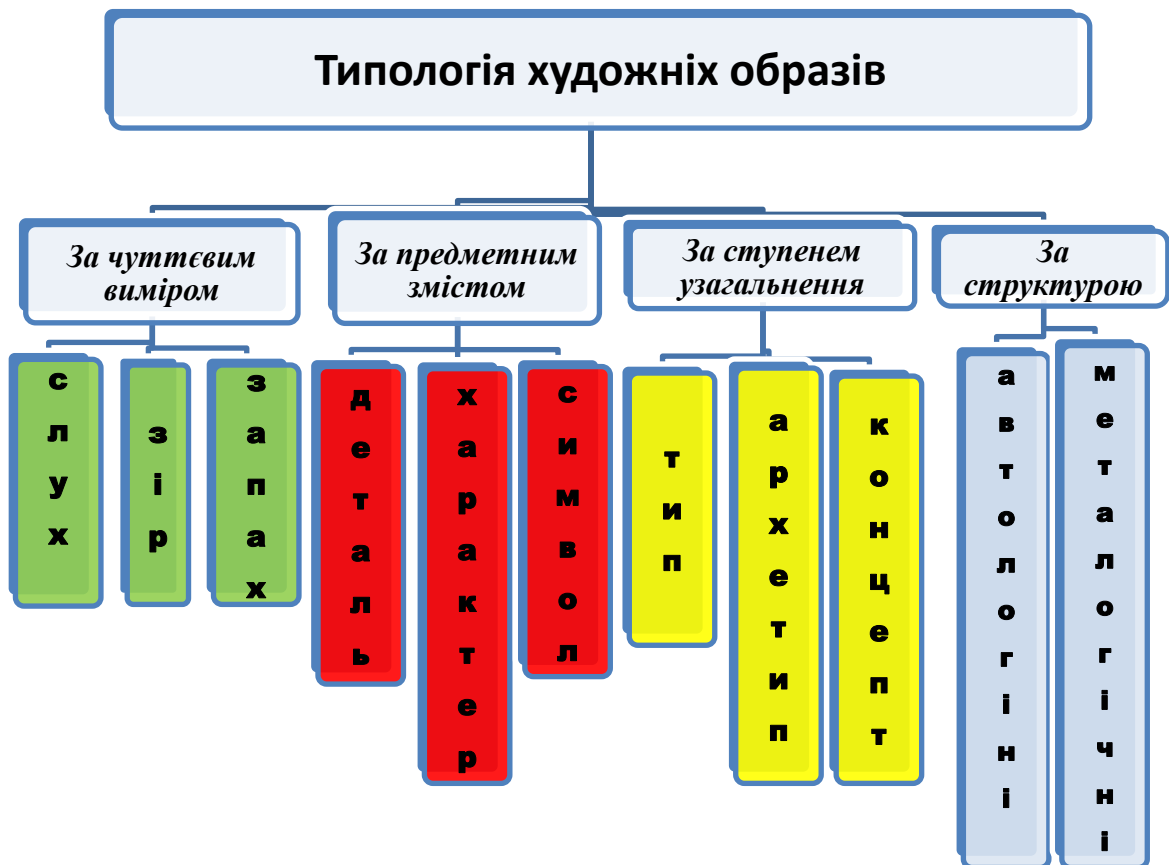 Типологія художніх образів
За чуттєвим
виміром
За предметним
змістом
За ступенем
узагальнення
За
структурою
слух
зір
запах
деталь
характер
символ
тип
архетип
концепт
автологіні
металогічні